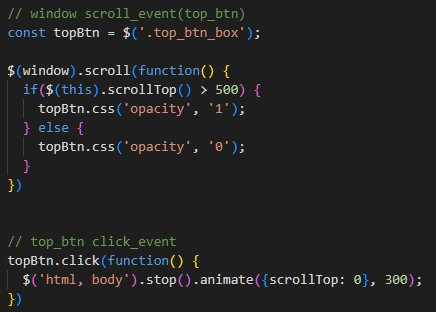 // window scroll_event(top_btn)
const topBtn = $('.top_btn_box');
$(window).scroll(function() {
if($(this).scrollTop() > 500) {
topBtn.css('opacity', '1');
} else {
topBtn.css('opacity', '0');
}
})
// top_btn click_event
topBtn.click(function() {
$('html, body').stop().animate({scrollTop: 0}, 300);
})